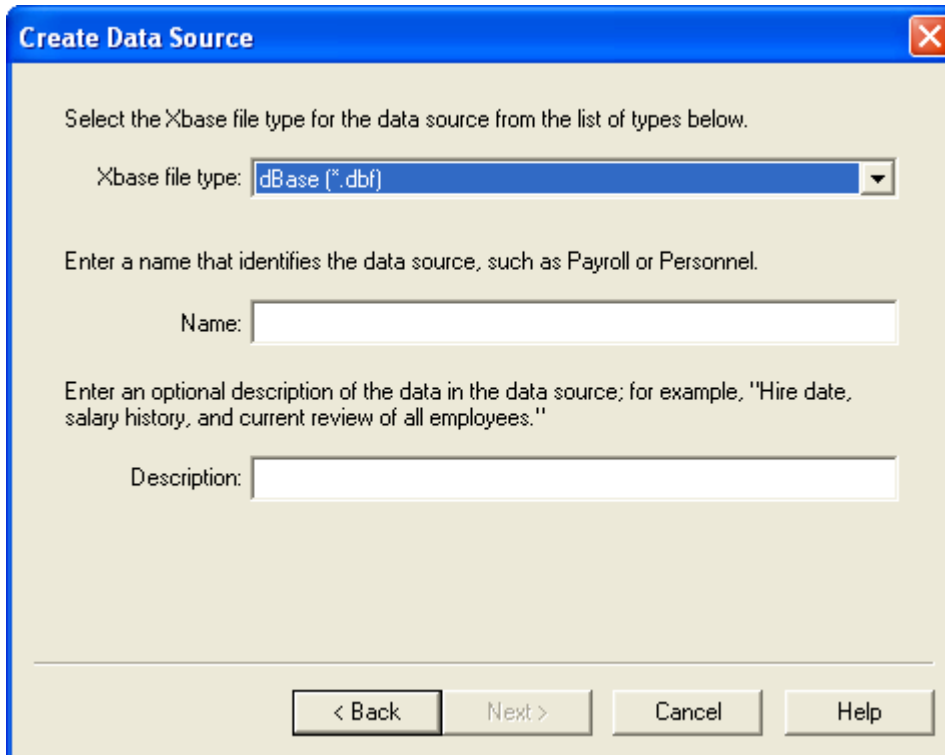 Create Data Source
Select the Xbase file type for the data source from the list of types below.
Xbase file type: dBase (*.dbf)
Enter a name that identifies the data source, such as Payroll or Personnel.
Name:
Enter an optional description of the data in the data source; for example, "Hire date,
salary history, and current review of all employees."
Description:
< Back Next > Cancel Help